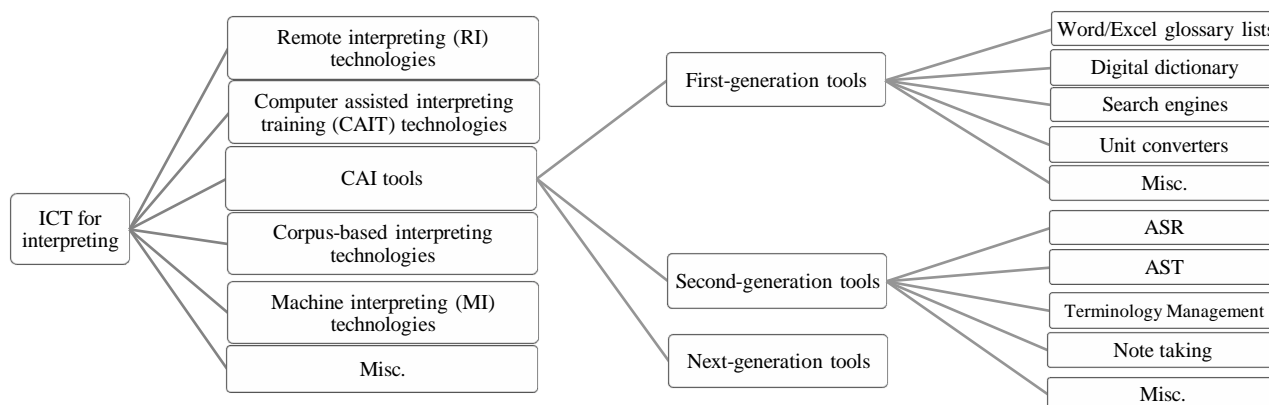 ICT for
interpreting
Remote interpreting (RI)
technologies
Computer assisted interpreting
training (CAIT) technologies
CAI tools
Corpus-based interpreting
technologies
Machine interpreting (MI)
technologies
Misc.
First-generation tools
Second-generation tools
Next-generation tools
Word/Excel glossary lists
Digital dictionary
Search engines
Unit converters
Misc.
ASR
AST
Terminology Management
Note taking
Misc.